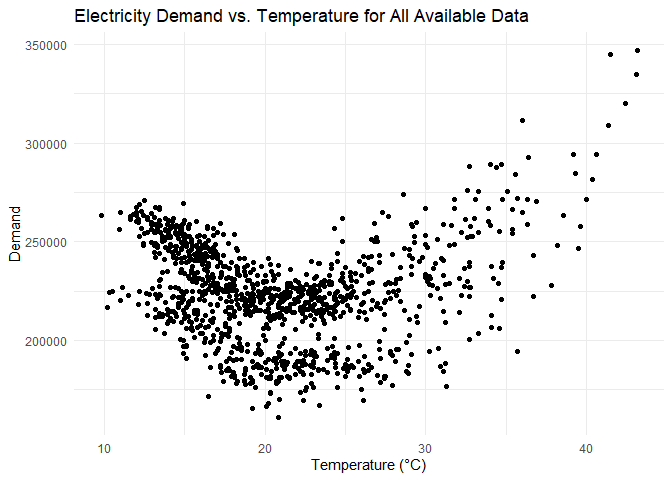 Electricity Demand vs. Temperature for All Available Data
350000
300000
250000
200000
Demand
10 20 30 40
Temperature (°C)